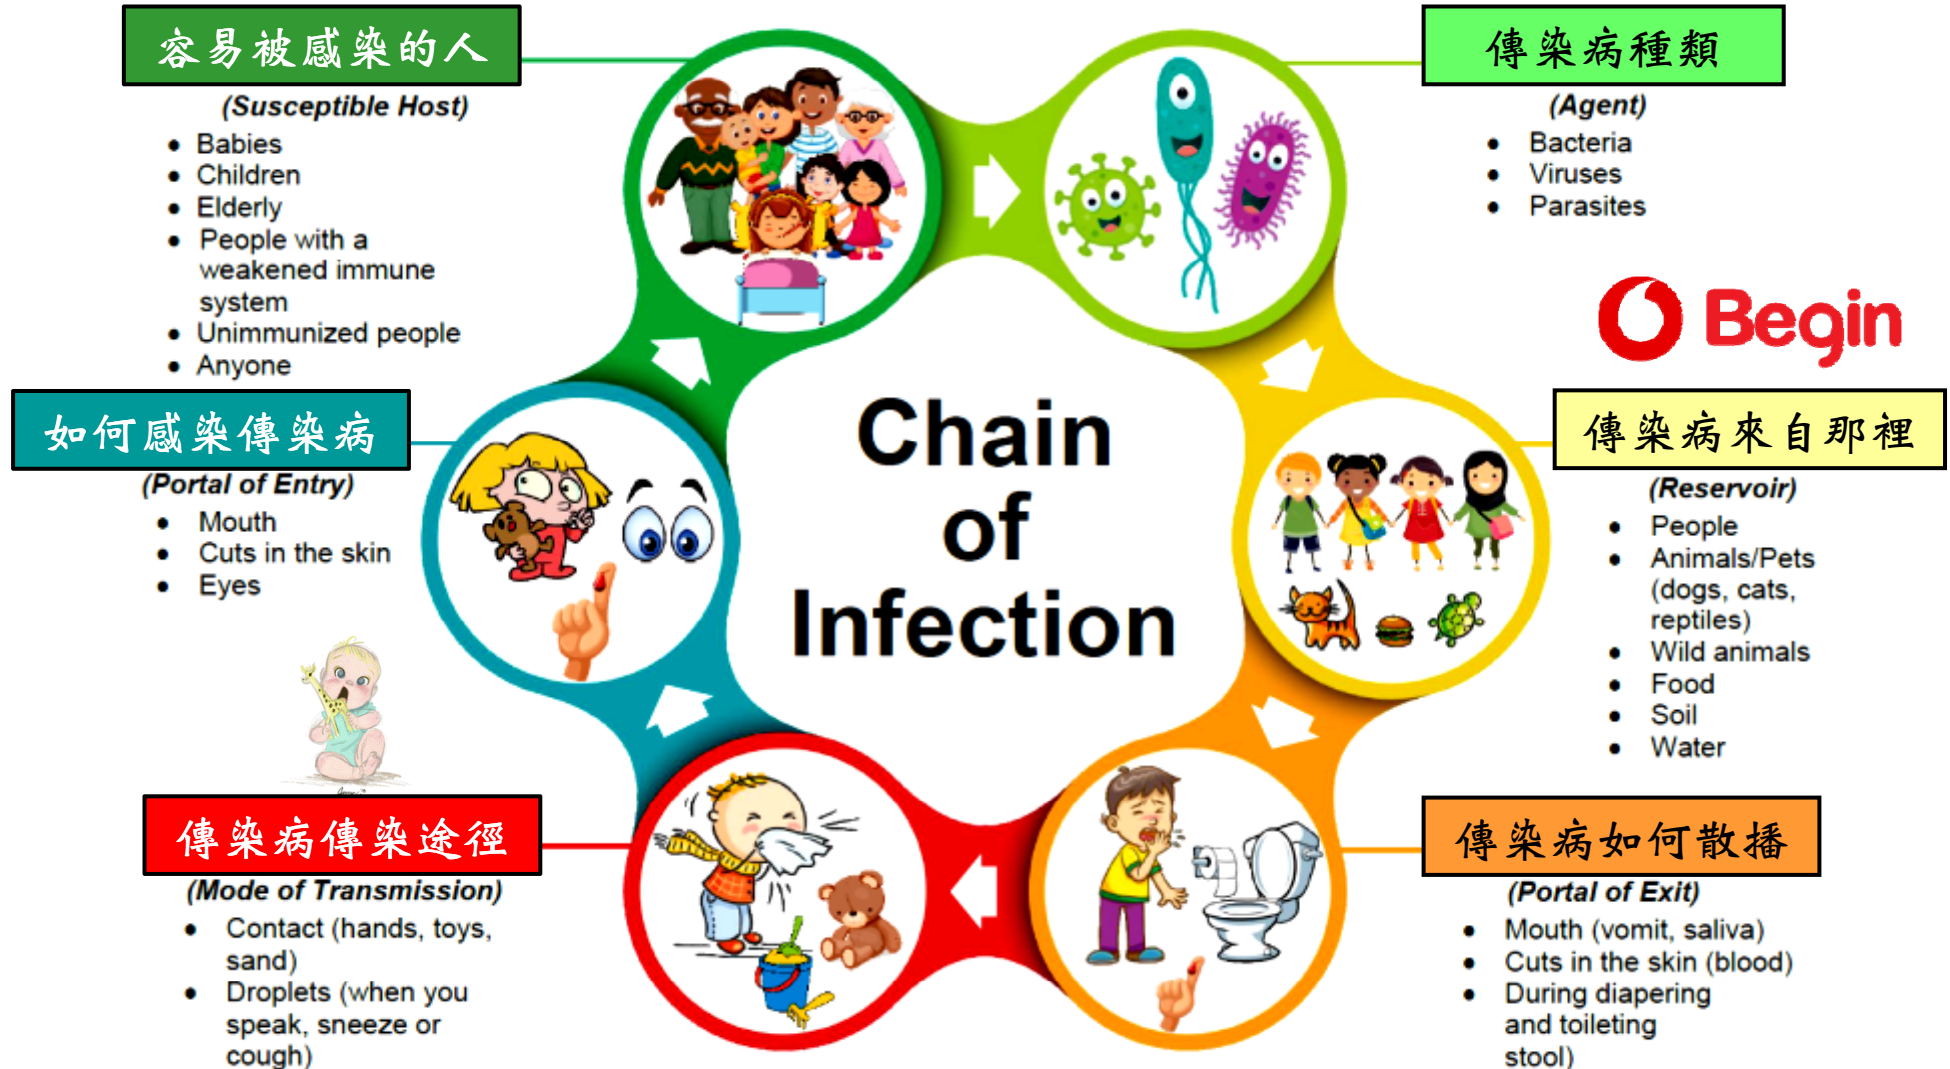 容易被感染的人
(Susceptible Host)
• Babies
• Children
• Elderly
• People with a
weakened immune
system
• Unimmunized people
• Anyone
傳染病種類
(Agent)
• Bacteria
• Viruses
• Parasites
Begin
傳染病來自那裡
(Reservoir)
• People
• Animals/Pets
(dogs, cats,
reptiles)
• Wild animals
• Food
• Soil
• Water
如何感染傳染病
(Portal of Entry)
• Mouth
• Cuts in the skin
• Eyes
Chain
of
Infection
傳染病傳染途徑
(Mode of Transmission)
• Contact (hands, toys,
sand)
• Droplets (when you
speak, sneeze or
cough)
傳染病如何散播
(Portal of Exit)
• Mouth (vomit, saliva)
• Cuts in the skin (blood)
• During diapering
and toileting
stool)